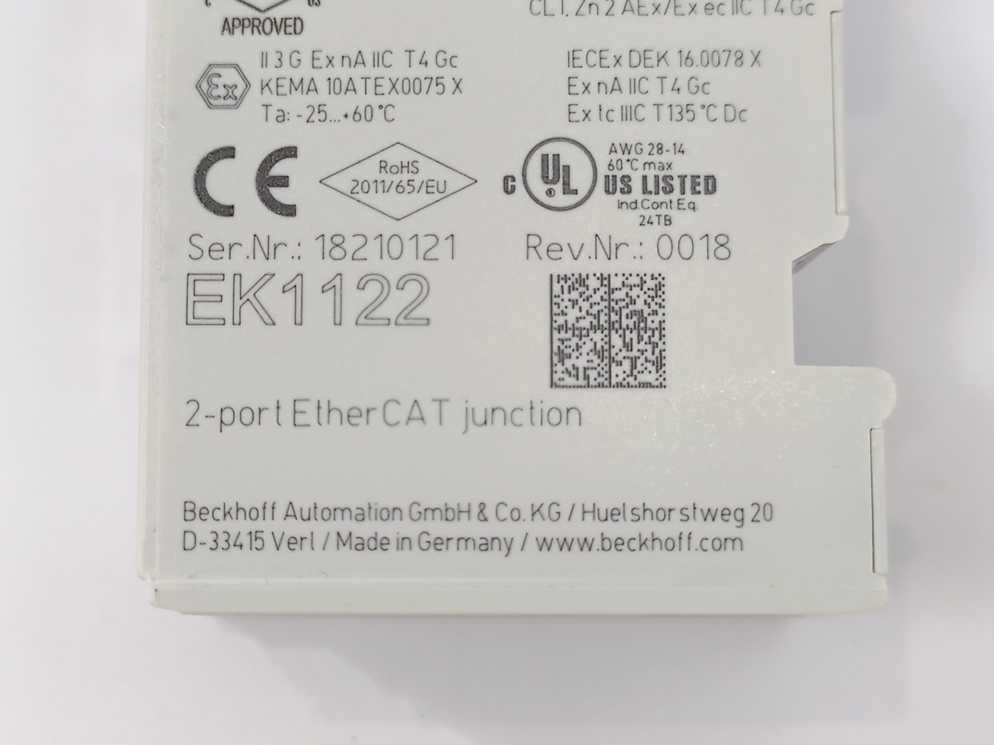 C US
APPROVED
CL I, Zn 2 AEx/Ex ec IIC T4 Gc
II 3 G Ex nA IIC T4 Gc
Ex
KEMA 10ATEX0075 X
Ta: -25...+60°C
IECEx DEK 16.0078 X
Ex nA IIC T4 Gc
Ex tc IIIC T135 °C Dc
CE
RoHS
2011/65/EU
C UL US LISTED
AWG 28-14
60°C max
Ind.Cont.Eq.
24TB
Ser.Nr.: 18210121
Rev.Nr.: 0018
EK1122
2-port EtherCAT junction
Beckhoff Automation GmbH & Co. KG / Huelshorstweg 20
D-33415 Verl / Made in Germany / www.beckhoff.com